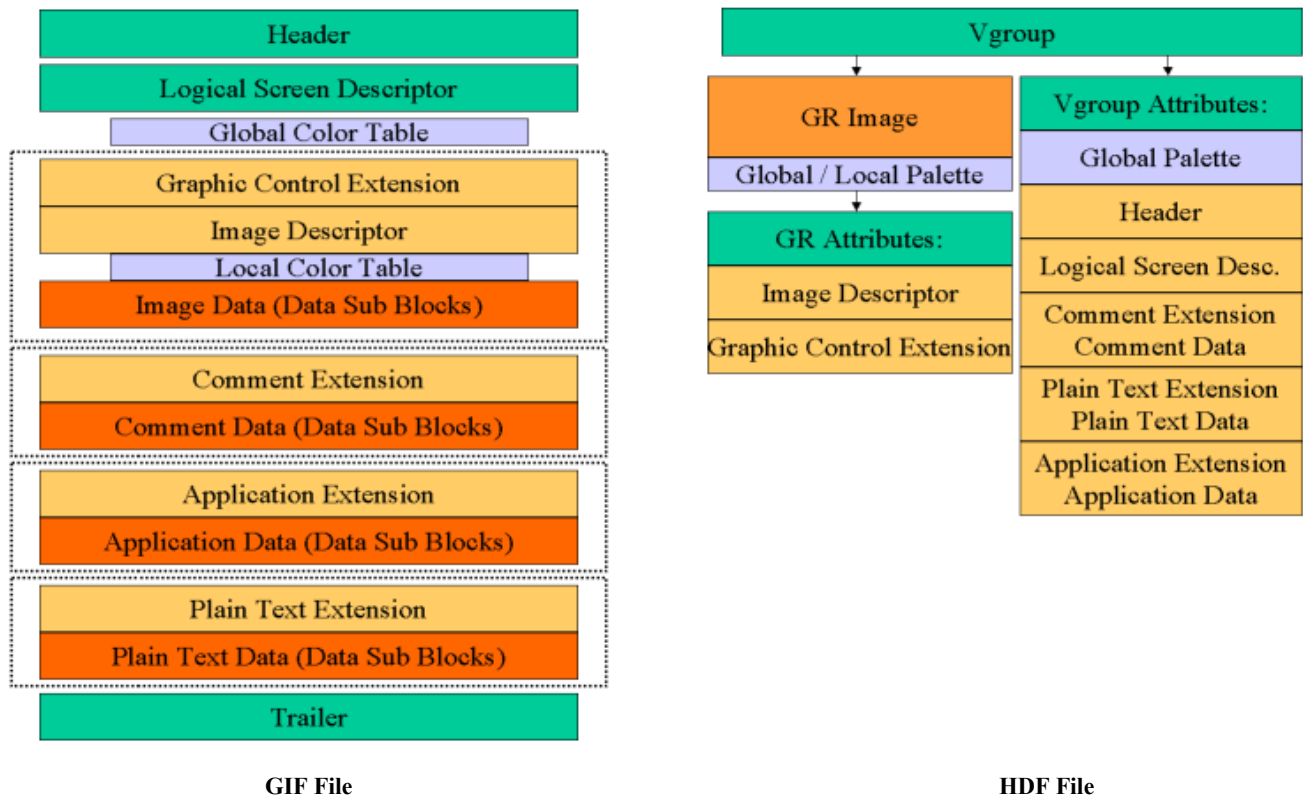 Header
Logical Screen Descriptor
Global Color Table
Graphic Control Extension
Image Descriptor
Local Color Table
Image Data (Data Sub Blocks)
Comment Extension
Comment Data (Data Sub Blocks)
Application Extension
Application Data (Data Sub Blocks)
Plain Text Extension
Plain Text Data (Data Sub Blocks)
Trailer
GIF File
Vgroup
GR Image
Global / Local Palette
GR Attributes:
Image Descriptor
Graphic Control Extension
Vgroup Attributes:
Global Palette
Header
Logical Screen Desc.
Comment Extension
Comment Data
Plain Text Extension
Plain Text Data
Application Extension
Application Data
HDF File